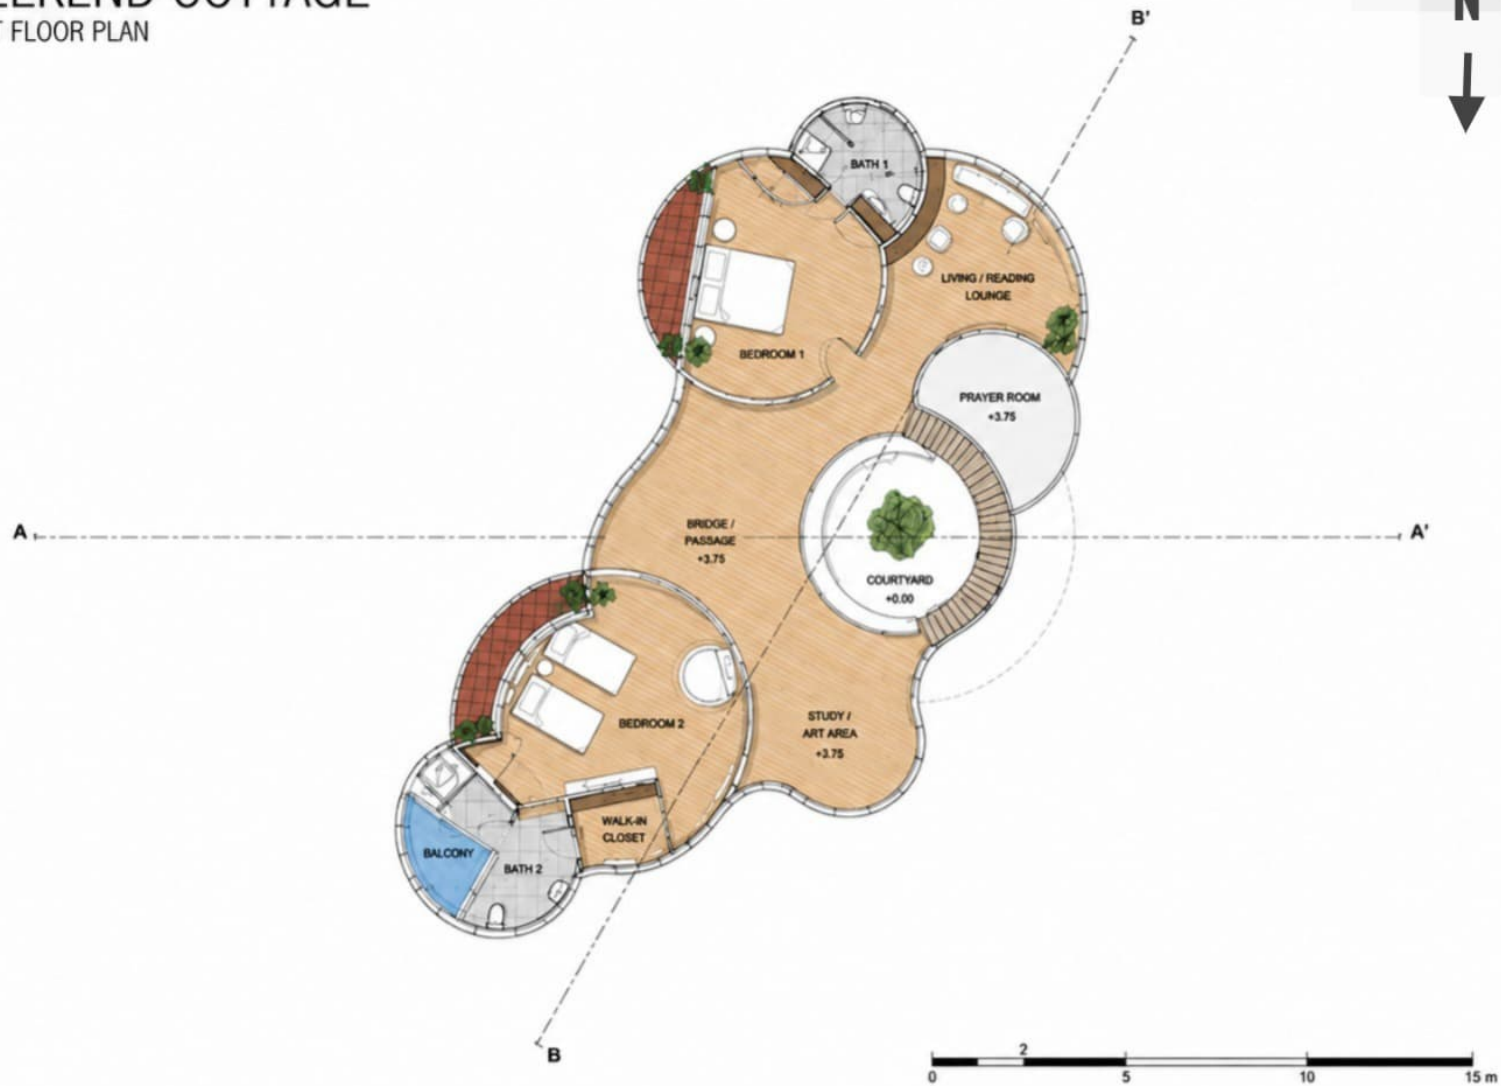 COTTAGE
FLOOR PLAN
N
B'
BATH 1
LIVING / READING
LOUNGE
BEDROOM 1
PRAYER ROOM
+3.75
A
A'
BRIDGE /
PASSAGE
+3.75
COURTYARD
+0.00
BEDROOM 2
STUDY /
ART AREA
+3.75
WALK-IN
CLOSET
BALCONY
BATH 2
B
2
0
5
10
15 m